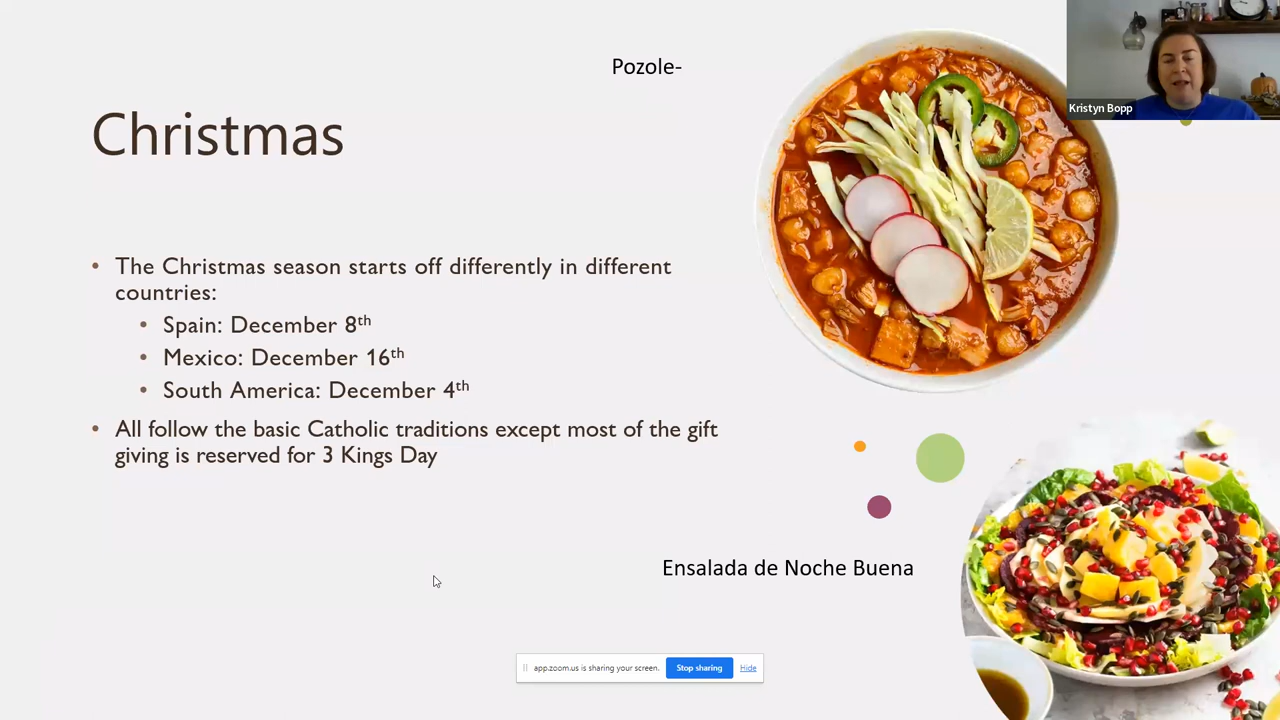 Pozole-
Kristyn Bopp
Christmas
• The Christmas season starts off differently in different
countries:
• Spain: December 8th
• Mexico: December 16th
• South America: December 4th
• All follow the basic Catholic traditions except most of the gift
giving is reserved for 3 Kings Day
Ensalada de Noche Buena
app.zoom.us is sharing your screen. Stop sharing Hide